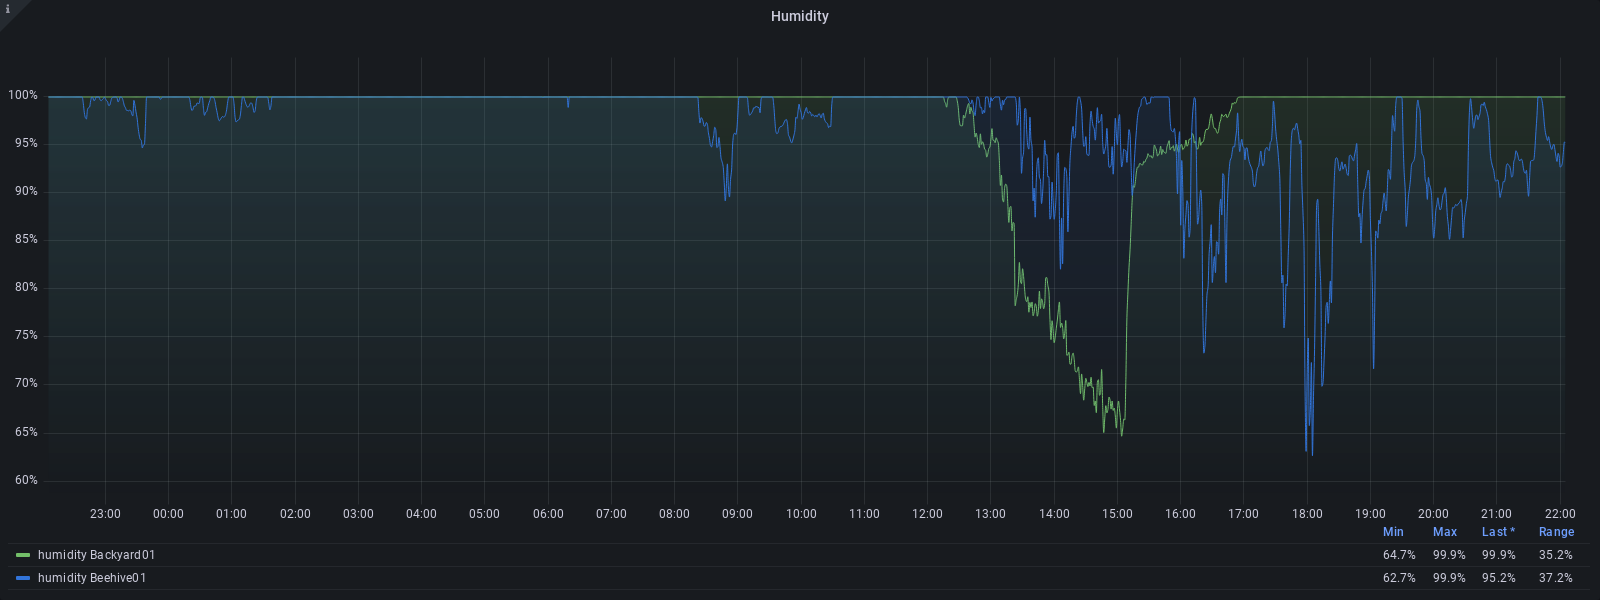 i
Humidity
100%
95%
90%
85%
80%
75%
70%
65%
60%
23:00 00:00 01:00 02:00 03:00 04:00 05:00 06:00 07:00 08:00 09:00 10:00 11:00 12:00 13:00 14:00 15:00 16:00 17:00 18:00 19:00 20:00 21:00 22:00
Min Max Last * Range
humidity Backyard01 64.7% 99.9% 99.9% 35.2%
humidity Beehive01 62.7% 99.9% 95.2% 37.2%